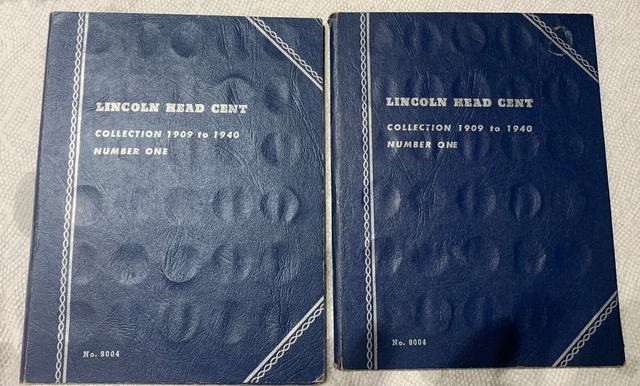 LINCOLN HEAD CENT
COLLECTION 1909 to 1940
NUMBER ONE
No. 9004
LINCOLN HEAD CENT
COLLECTION 1909 to 1940
NUMBER ONE
No. 9004